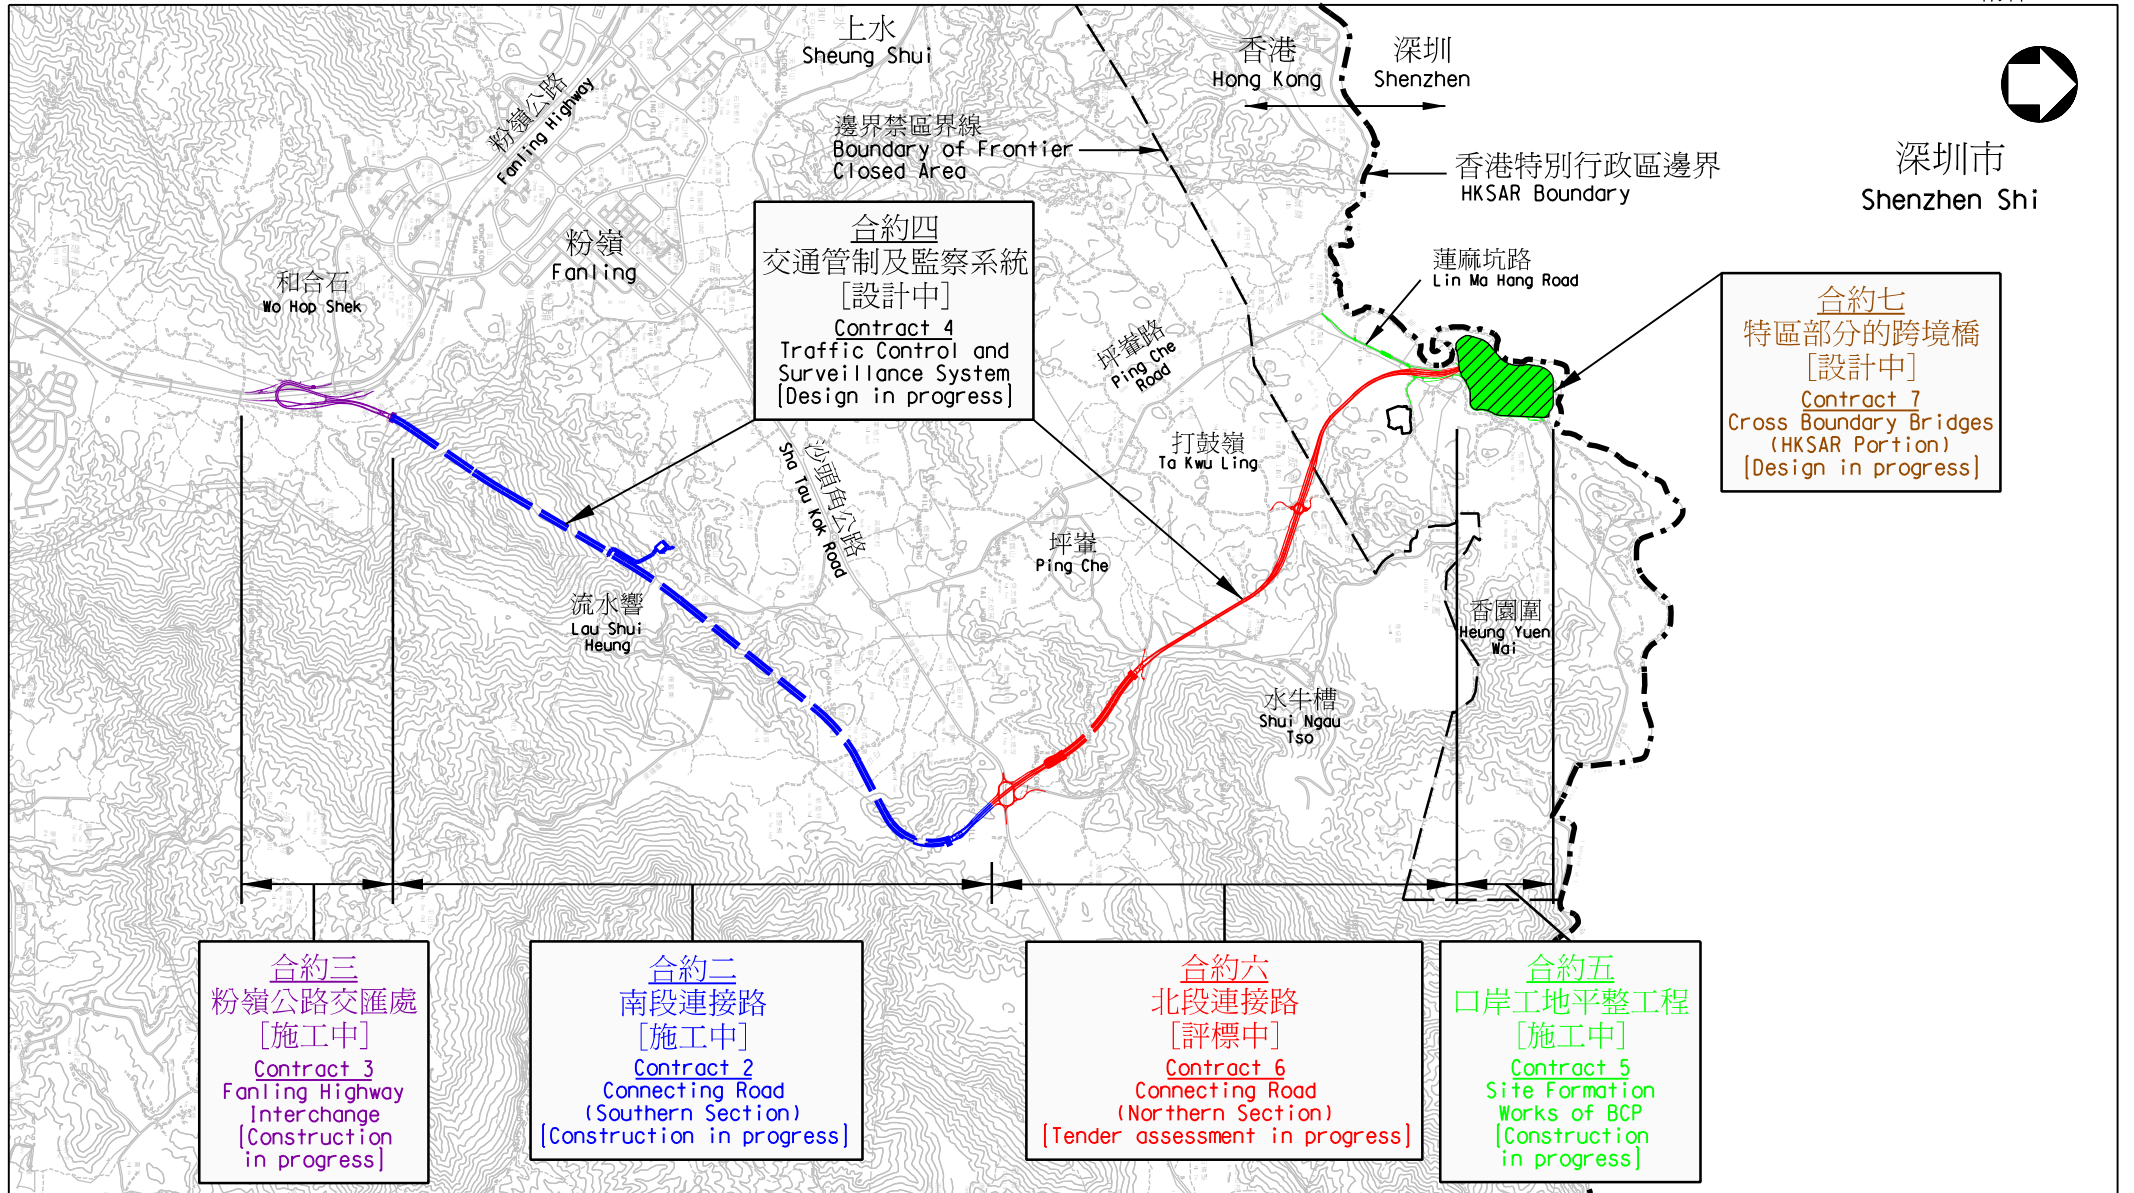 上水
Sheung Shui
香港
Hong Kong
深圳
Shenzhen
粉嶺公路
Fanling Highway
邊界禁區界線
Boundary of Frontier
Closed Area
香港特別行政區邊界
HKSAR Boundary
深圳市
Shenzhen Shi
粉嶺
Fanling
和合石
Wo Hop Shek
合約四
交通管制及監察系統
[設計中]
Contract 4
Traffic Control and
Surveillance System
[Design in progress]
蓮麻坑路
Lin Ma Hang Road
合約七
特區部分的跨境橋
[設計中]
Contract 7
Cross Boundary Bridges
(HKSAR Portion)
[Design in progress]
坪輋路
Ping Che
Road
打鼓嶺
Ta Kwu Ling
沙頭角公路
Sha Tau Kok Road
坪輋
Ping Che
流水響
Lau Shui
Heung
香園圍
Heung Yuen
Wai
水牛槽
Shui Ngau
Tso
合約三
粉嶺公路交匯處
[施工中]
Contract 3
Fanling Highway
Interchange
[Construction
in progress]
合約二
南段連接路
[施工中]
Contract 2
Connecting Road
(Southern Section)
[Construction in progress]
合約六
北段連接路
[評標中]
Contract 6
Connecting Road
(Northern Section)
[Tender assessment in progress]
合約五
口岸工地平整工程
[施工中]
Contract 5
Site Formation
Works of BCP
[Construction
in progress]